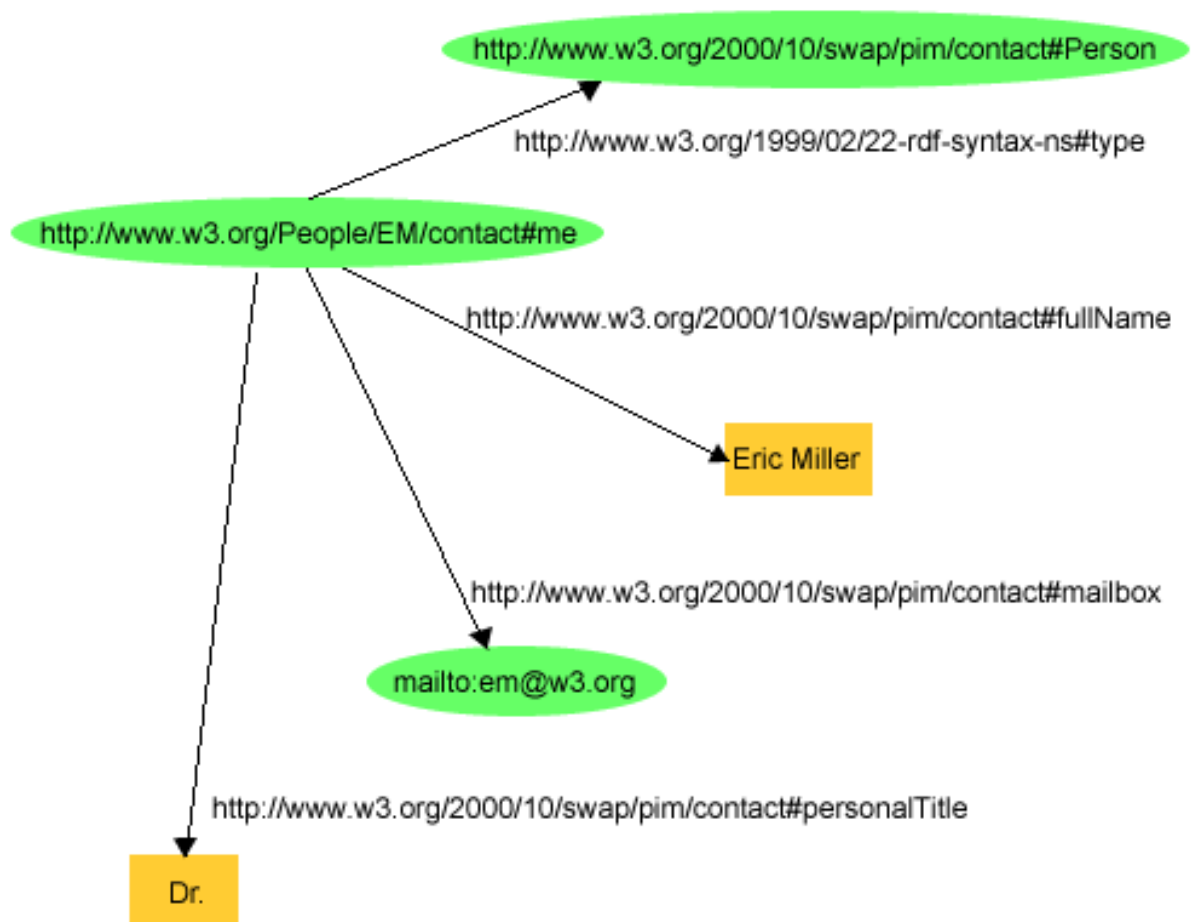 http://www.w3.org/2000/10/swap/pim/contact#Person
http://www.w3.org/1999/02/22-rdf-syntax-ns#type
http://www.w3.org/People/EM/contact#me
http://www.w3.org/2000/10/swap/pim/contact#fullName
Eric Miller
http://www.w3.org/2000/10/swap/pim/contact#mailbox
mailto:em@w3.org
http://www.w3.org/2000/10/swap/pim/contact#personalTitle
Dr.